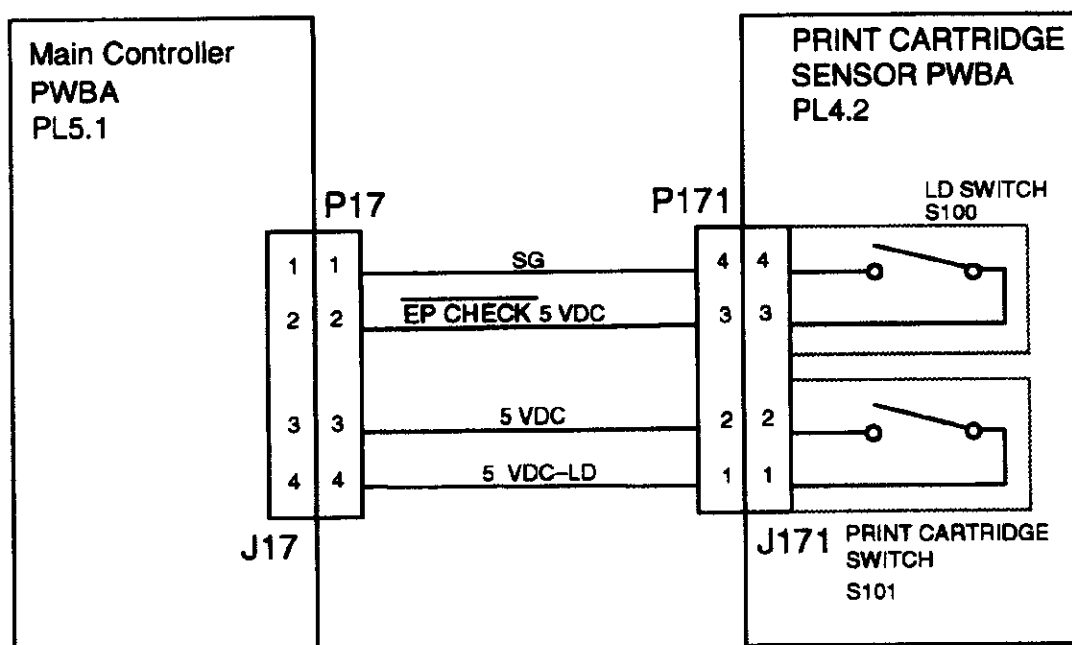 Main Controller
PWBA
PL5.1
PRINT CARTRIDGE
SENSOR PWBA
PL4.2
LD SWITCH
S100
P17
P171
1 1 SG 4 4
2 2 EP CHECK 5 VDC 3 3
3 3 5 VDC 2 2
4 4 5 VDC–LD 1 1
J17
J171
PRINT CARTRIDGE
SWITCH
S101